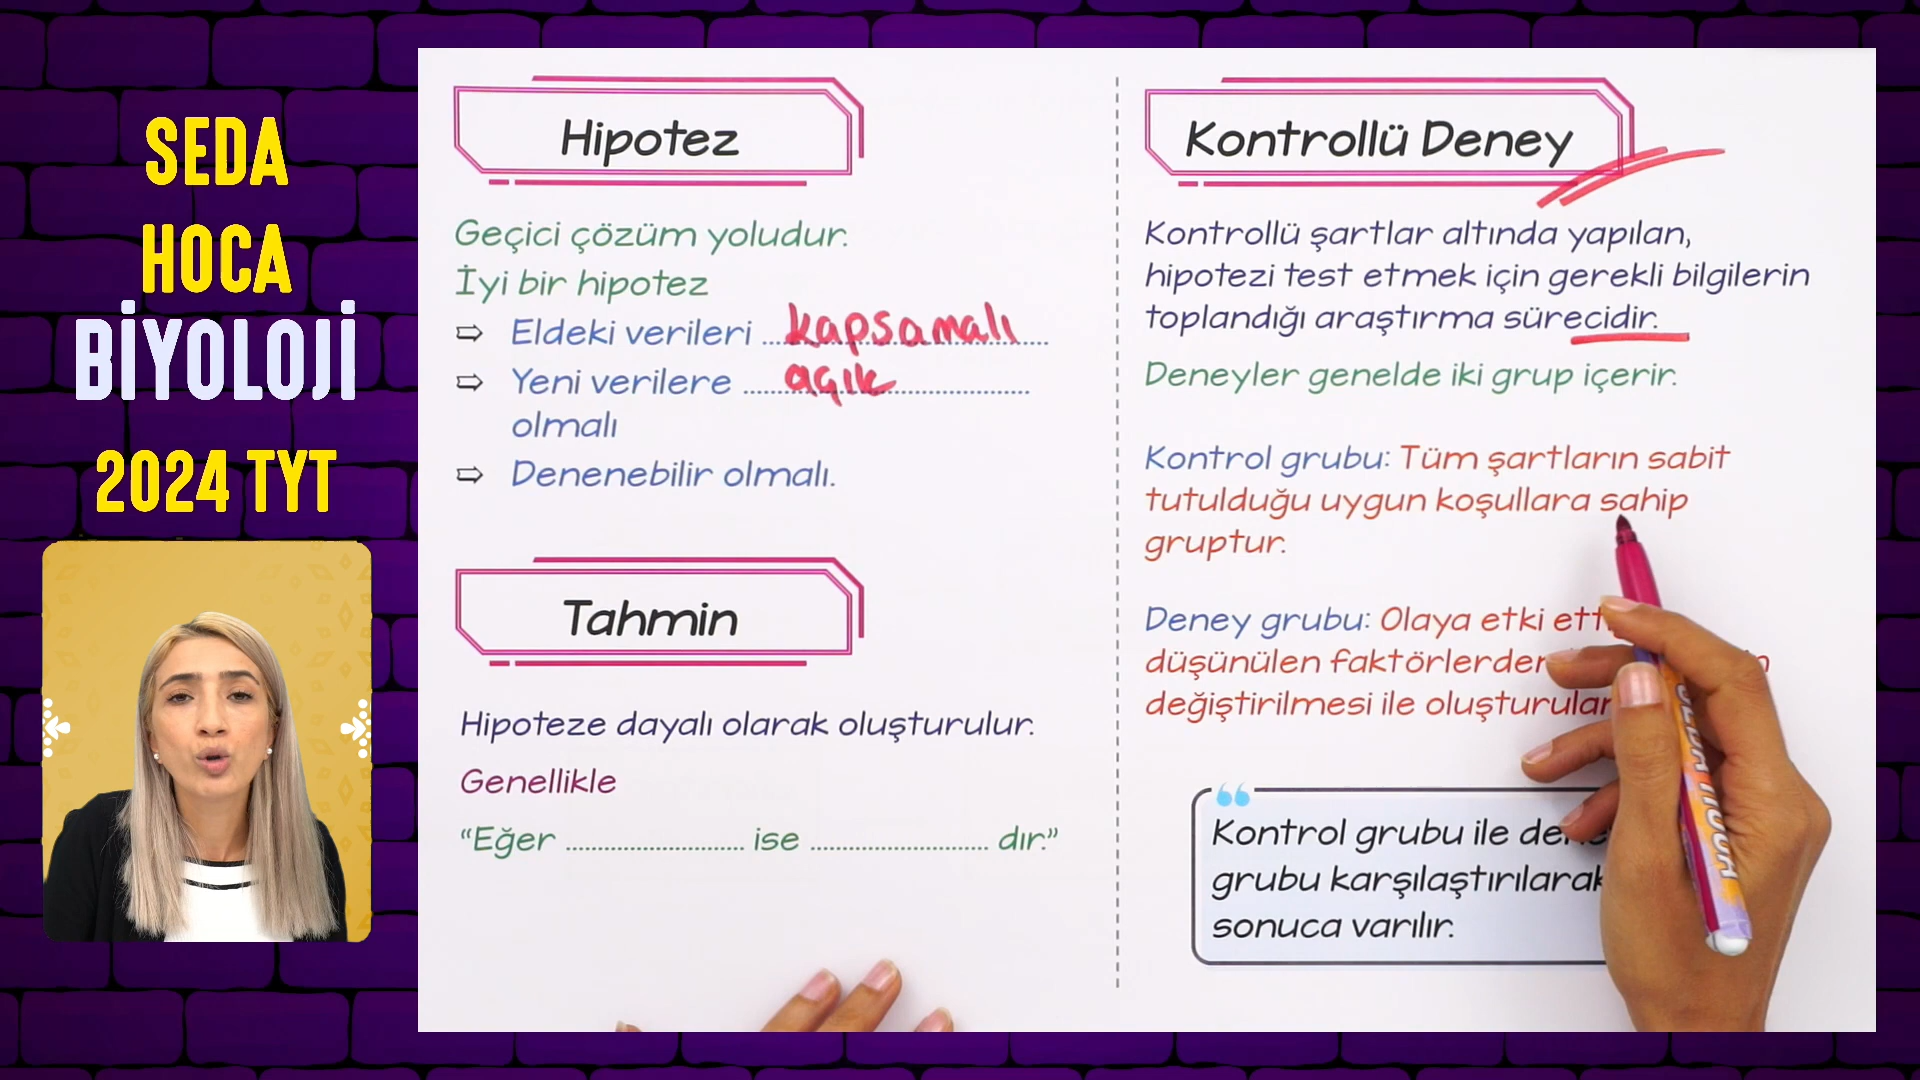 SEDA
HOCA
BİYOLOJİ
2024 TYT
Hipotez
Geçici çözüm yoludur.
İyi bir hipotez
⇨ Eldeki verileri ............ kapsamalı
⇨ Yeni verilere ............ açık
olmalı
⇨ Denenebilir olmalı.
Tahmin
Hipoteze dayalı olarak oluşturulur.
Genellikle
“Eğer ............ ise ............ dır.”
Kontrollü Deney
Kontrollü şartlar altında yapılan,
hipotezi test etmek için gerekli bilgilerin
toplandığı araştırma sürecidir.
Deneyler genelde iki grup içerir.
Kontrol grubu: Tüm şartların sabit
tutulduğu uygun koşullara sahip
gruptur.
Deney grubu: Olaya etki
düşünülen
değiştirilmesi ile
Kontrol grubu ile
grubu karşılaştırılarak
sonuca varılır.
SEDA HOCA